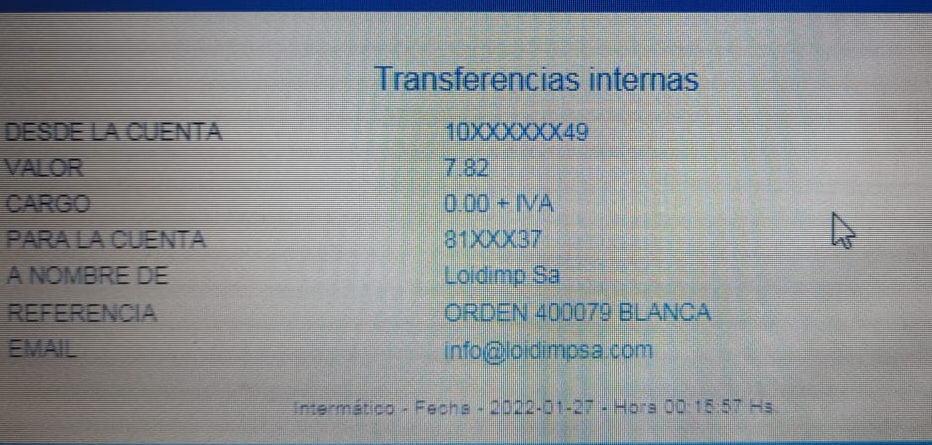 Transferencias internas
DESDE LA CUENTA 10XXXXXX49
VALOR 7.82
CARGO 0.00 + IVA
PARA LA CUENTA 81XXX37
A NOMBRE DE Loidimp Sa
REFERENCIA ORDEN 400079 BLANCA
EMAIL info@loidimpsa.com
Intermático - Fecha - 2022-01-27 - Hora 00:15:57 Hs.